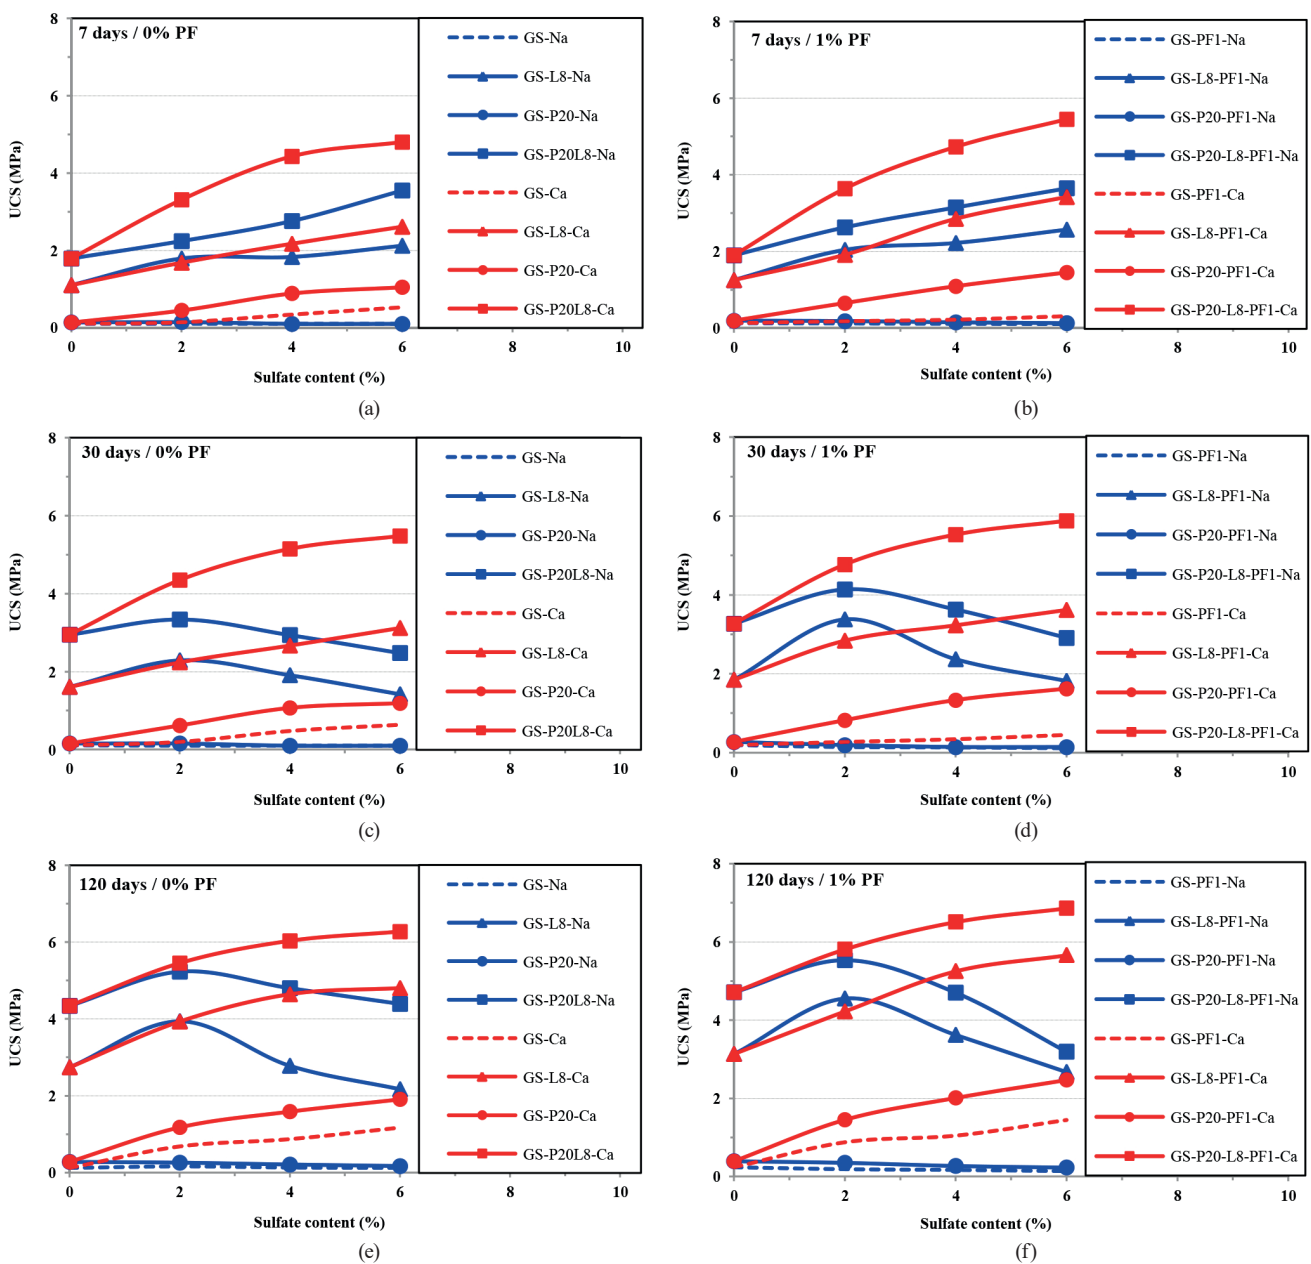 7 days / 0% PF
UCS (MPa)
8
6
4
2
0
0 2 4 6 8 10
Sulfate content (%)
GS-Na
GS-L8-Na
GS-P20-Na
GS-P20L8-Na
GS-Ca
GS-L8-Ca
GS-P20-Ca
GS-P20L8-Ca
(a)
7 days / 1% PF
UCS (MPa)
8
6
4
2
0
0 2 4 6 8 10
Sulfate content (%)
GS-PF1-Na
GS-L8-PF1-Na
GS-P20-PF1-Na
GS-P20-L8-PF1-Na
GS-PF1-Ca
GS-L8-PF1-Ca
GS-P20-PF1-Ca
GS-P20-L8-PF1-Ca
(b)
30 days / 0% PF
UCS (MPa)
8
6
4
2
0
0 2 4 6 8 10
Sulfate content (%)
GS-Na
GS-L8-Na
GS-P20-Na
GS-P20L8-Na
GS-Ca
GS-L8-Ca
GS-P20-Ca
GS-P20L8-Ca
(c)
30 days / 1% PF
UCS (MPa)
8
6
4
2
0
0 2 4 6 8 10
Sulfate content (%)
GS-PF1-Na
GS-L8-PF1-Na
GS-P20-PF1-Na
GS-P20-L8-PF1-Na
GS-PF1-Ca
GS-L8-PF1-Ca
GS-P20-PF1-Ca
GS-P20-L8-PF1-Ca
(d)
120 days / 0% PF
UCS (MPa)
8
6
4
2
0
0 2 4 6 8 10
Sulfate content (%)
GS-Na
GS-L8-Na
GS-P20-Na
GS-P20L8-Na
GS-Ca
GS-L8-Ca
GS-P20-Ca
GS-P20L8-Ca
(e)
120 days / 1% PF
UCS (MPa)
8
6
4
2
0
0 2 4 6 8 10
Sulfate content (%)
GS-PF1-Na
GS-L8-PF1-Na
GS-P20-PF1-Na
GS-P20-L8-PF1-Na
GS-PF1-Ca
GS-L8-PF1-Ca
GS-P20-PF1-Ca
GS-P20-L8-PF1-Ca
(f)